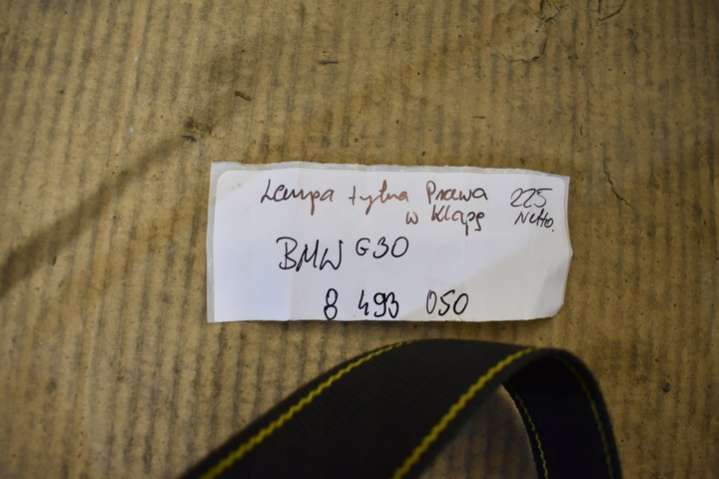 Lampa tylna Prawa
w Klapę
225
Netto.
BMW G30
8 493 050